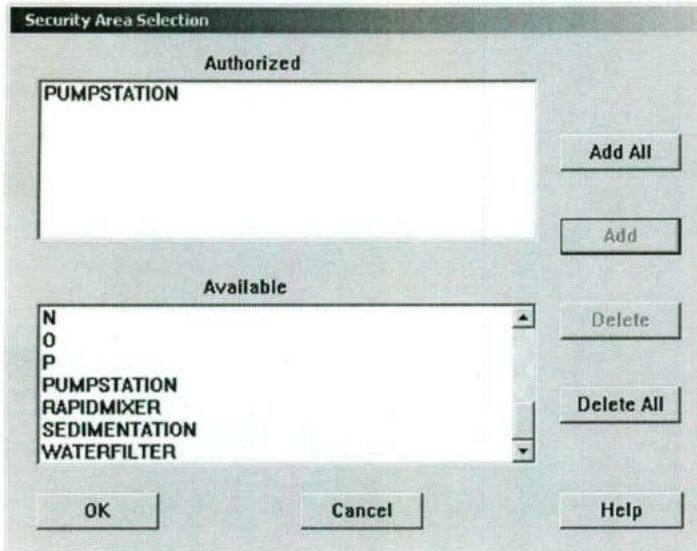 Security Area Selection
Authorized
PUMPSTATION
Add All
Add
Available
N
O
P
PUMPSTATION
RAPIDMIXER
SEDIMENTATION
WATERFILTER
Delete
Delete All
OK
Cancel
Help